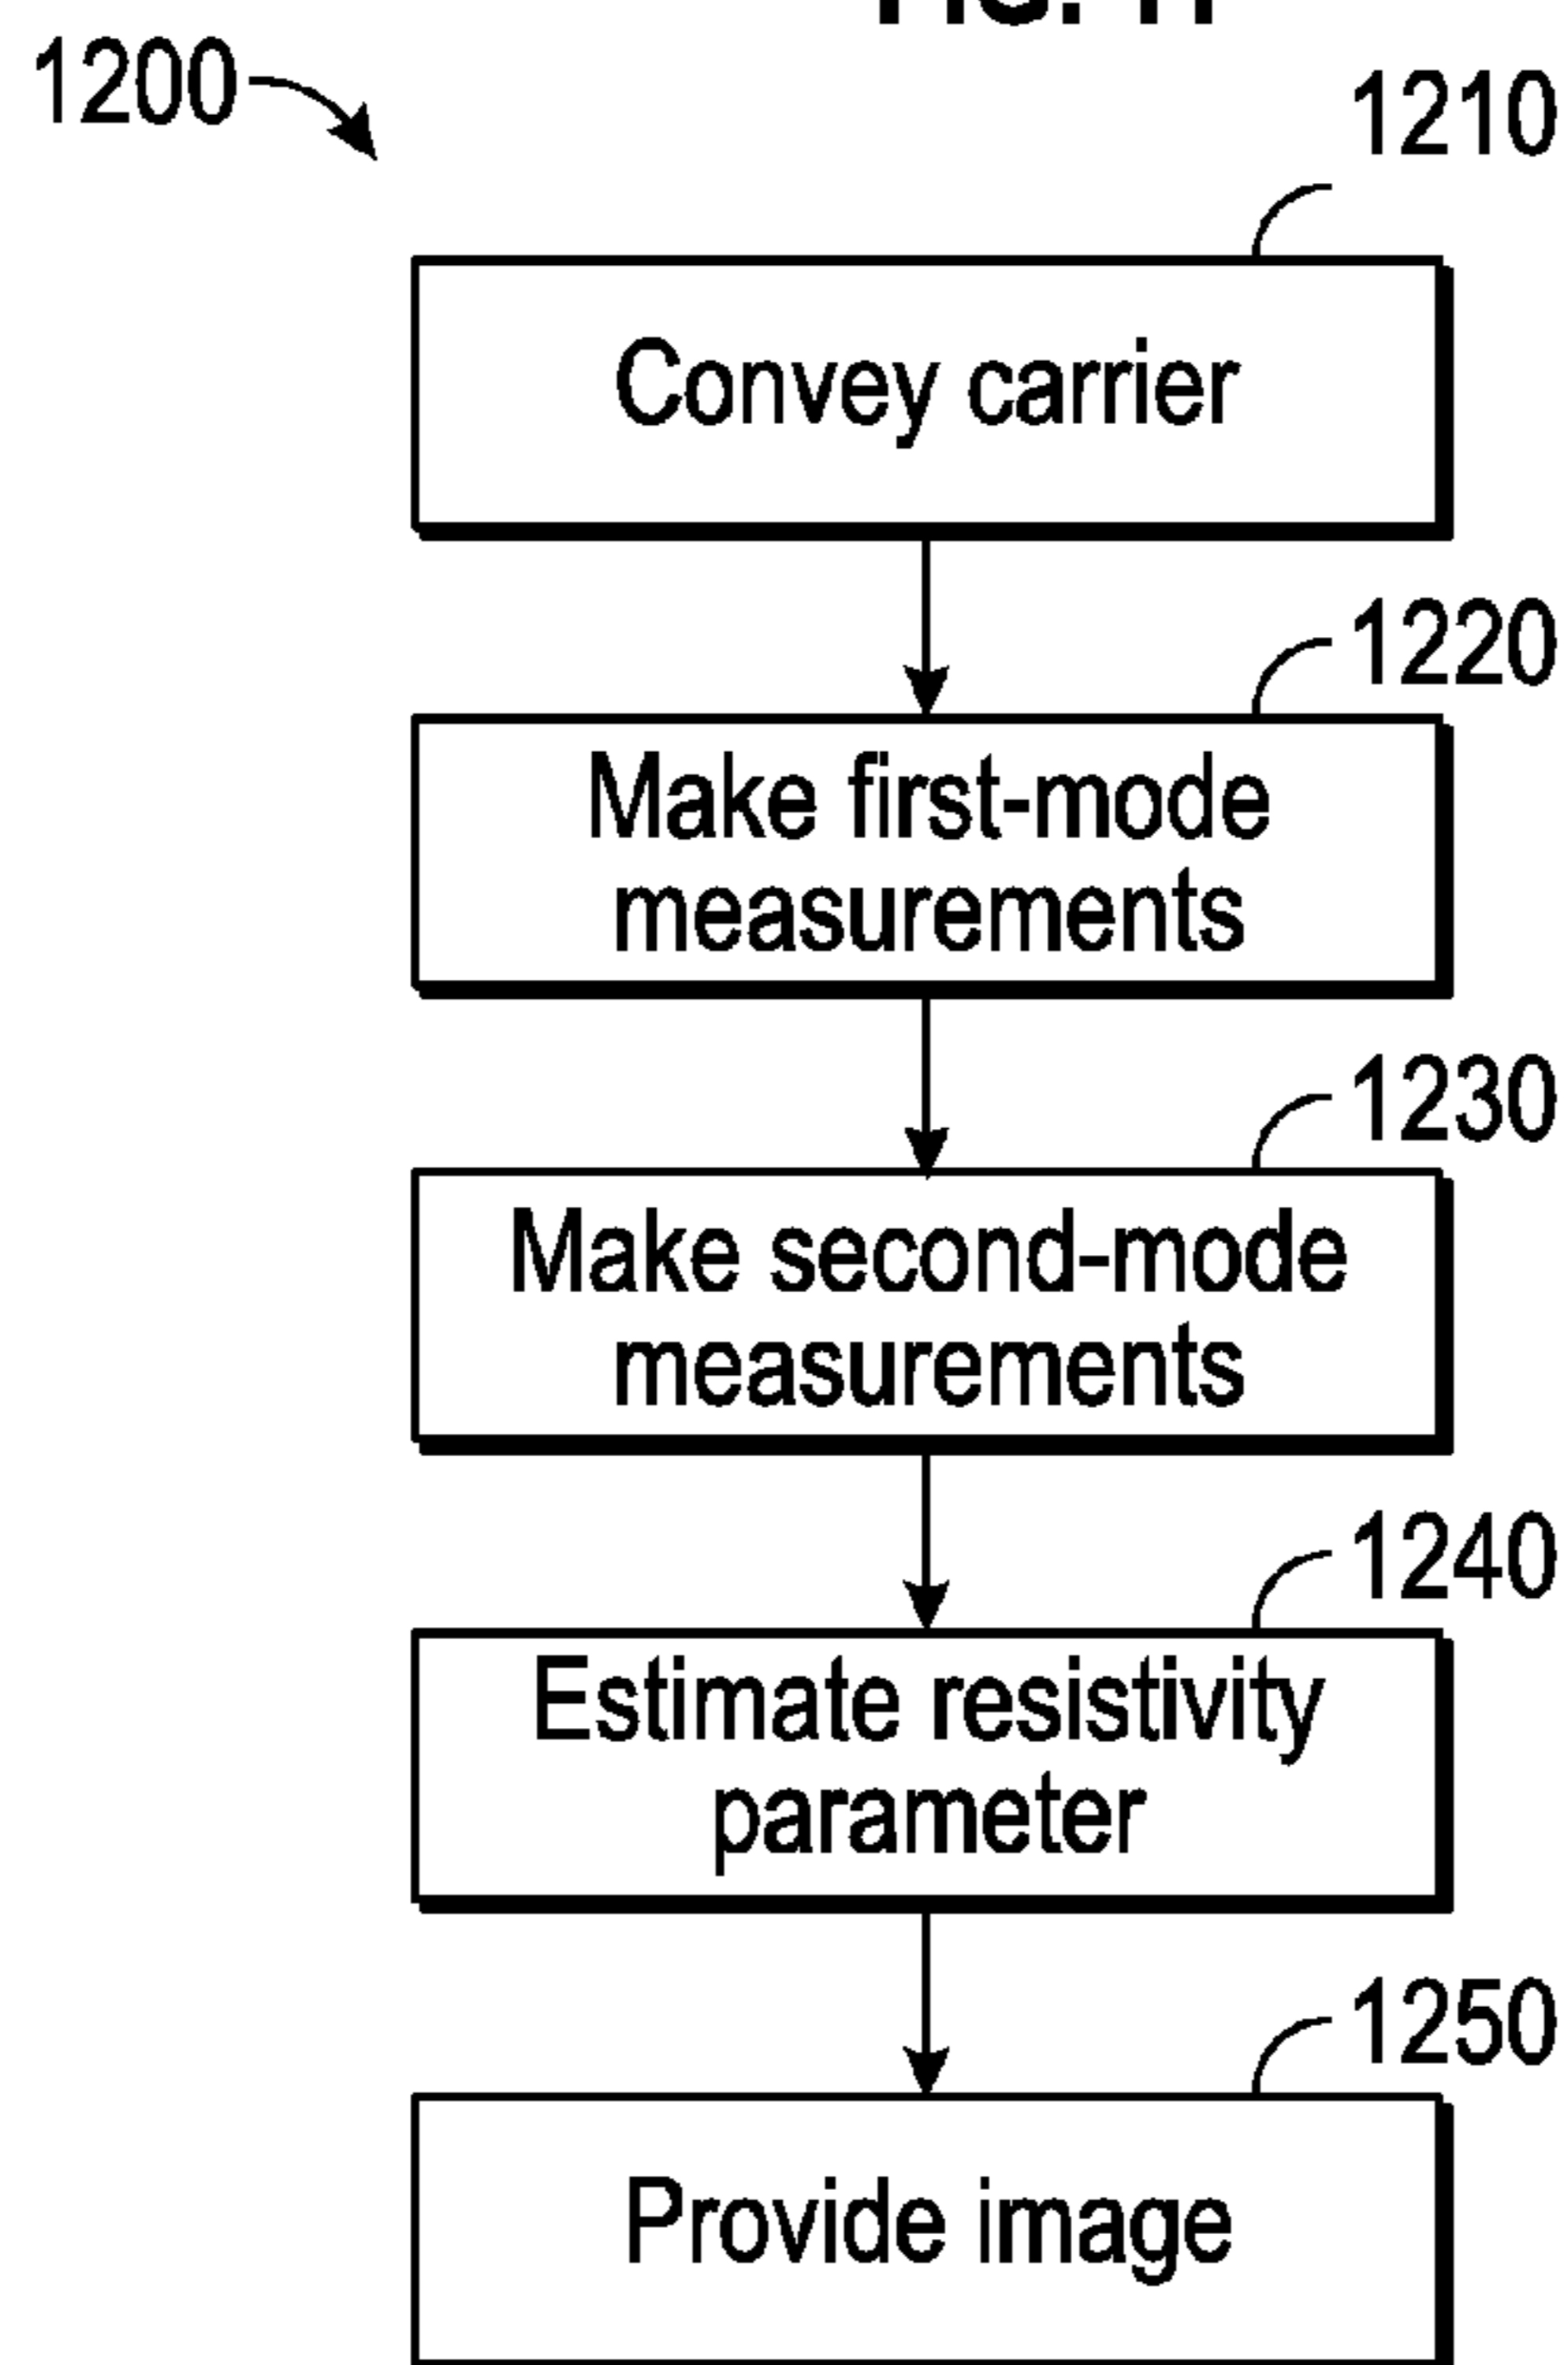 1200
1210
Convey carrier
1220
Make first-mode
measurements
1230
Make second-mode
measurements
1240
Estimate resistivity
parameter
1250
Provide image